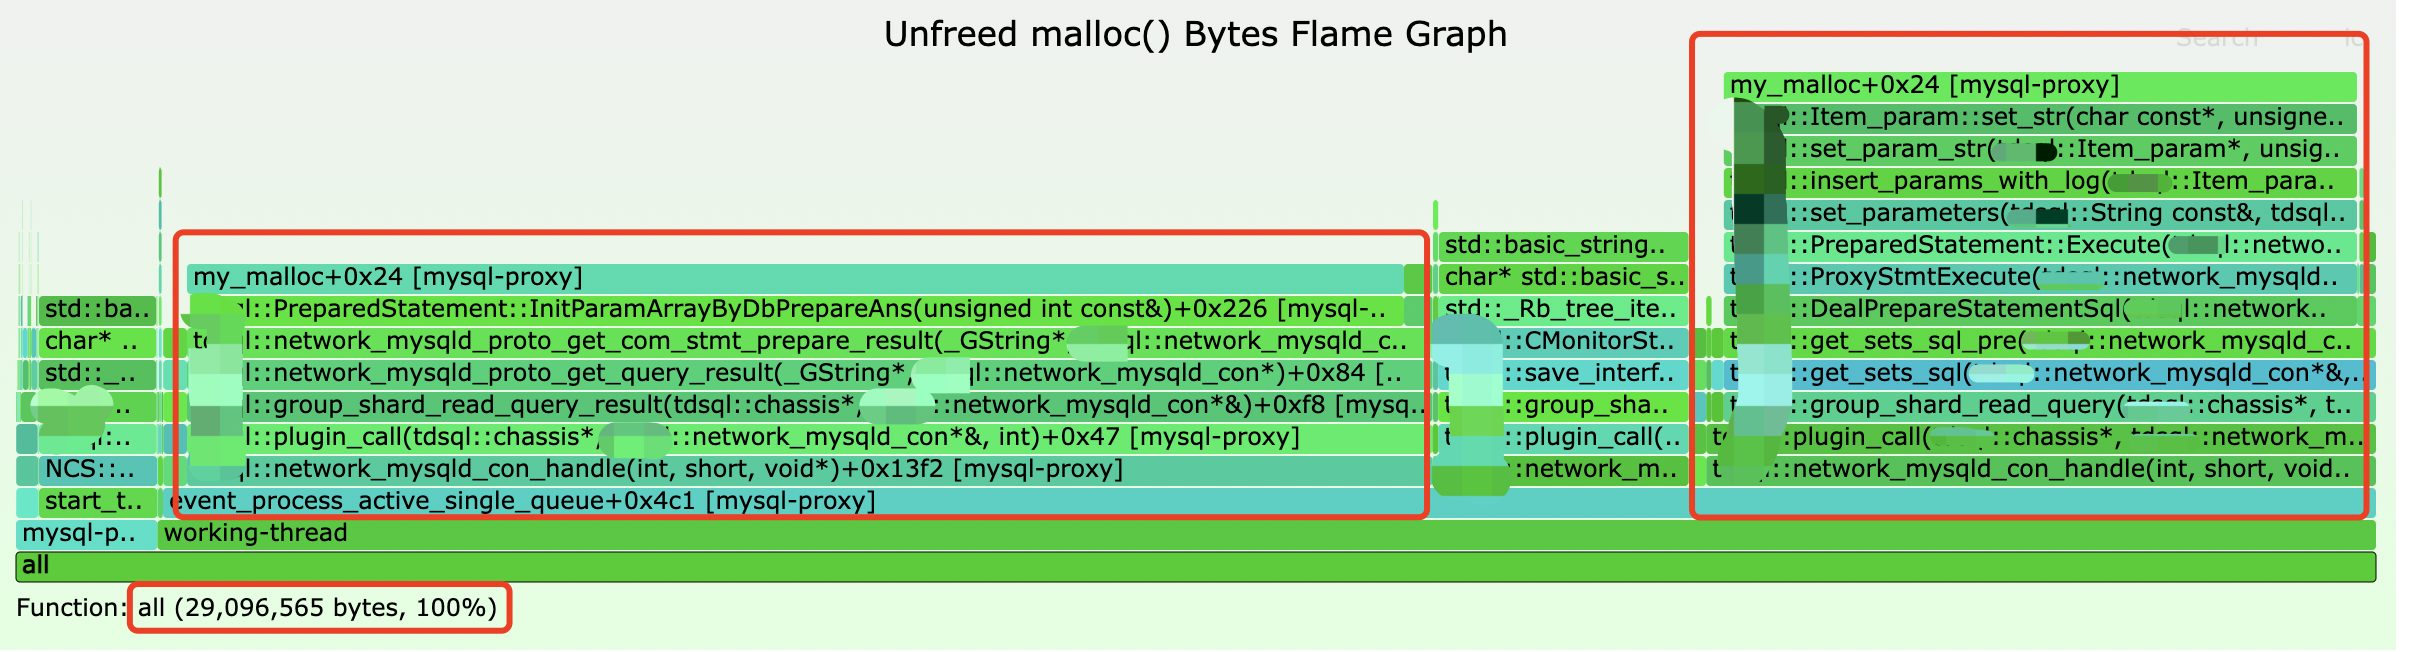 Unfreed malloc() Bytes Flame Graph
Search ic
my_malloc+0x24 [mysql-proxy]
::Item_param::set_str(char const*, unsigne..
::set_param_str( ::Item_param*, unsig..
::insert_params_with_log( ::Item_para..
::set_parameters( ::String const&, tdsql..
std::basic_string.. ::PreparedStatement::Execute( ::netwo..
my_malloc+0x24 [mysql-proxy] char* std::basic_s.. ::ProxyStmtExecute( ::network_mysqld..
std::ba.. ::PreparedStatement::InitParamArrayByDbPrepareAns(unsigned int const&)+0x226 [mysql-.. std::_Rb_tree_ite.. ::DealPrepareStatementSql( ::network..
char* .. ::network_mysqld_proto_get_com_stmt_prepare_result(_GString*, ::network_mysqld_c.. ::CMonitorSt.. ::get_sets_sql_pre( ::network_mysqld_c..
std::_.. ::network_mysqld_proto_get_query_result(_GString*, ::network_mysqld_con*)+0x84 [.. ::save_interf.. ::get_sets_sql( ::network_mysqld_con*&,..
.. ::group_shard_read_query_result(tdsql::chassis*, ::network_mysqld_con*&)+0xf8 [mysq.. ::group_sha.. ::group_shard_read_query( ::chassis*, t..
::.. ::plugin_call(tdsql::chassis*, ::network_mysqld_con*&, int)+0x47 [mysql-proxy] ::plugin_call(.. ::plugin_call( ::chassis*, ::network_m..
NCS::.. ::network_mysqld_con_handle(int, short, void*)+0x13f2 [mysql-proxy] ::network_m.. ::network_mysqld_con_handle(int, short, void..
start_t.. event_process_active_single_queue+0x4c1 [mysql-proxy]
mysql-p.. working-thread
all
Function: all (29,096,565 bytes, 100%)